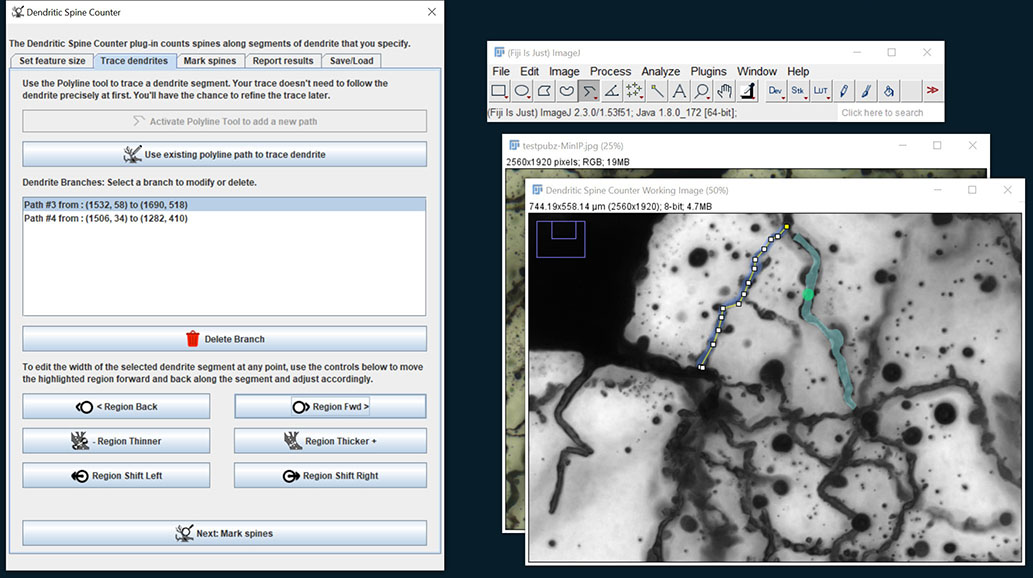 Dendritic Spine Counter
The Dendritic Spine Counter plug-in counts spines along segments of dendrite that you specify.
Set feature size
Trace dendrites
Mark spines
Report results
Save/Load
Use the Polyline tool to trace a dendrite segment. Your trace doesn't need to follow
the dendrite precisely at first. You'll have the chance to refine the trace later.
Activate Polyline Tool to add a new path
Use existing polyline path to trace dendrite
Dendrite Branches: Select a branch to modify or delete.
Path #3 from : (1532, 58) to (1690, 518)
Path #4 from : (1506, 34) to (1282, 410)
Delete Branch
To edit the width of the selected dendrite segment at any point, use the controls below to move
the highlighted region forward and back along the segment and adjust accordingly.
< Region Back
Region Fwd >
- Region Thinner
Region Thicker +
Region Shift Left
Region Shift Right
Next: Mark spines
(Fiji Is Just) ImageJ
File Edit Image Process Analyze Plugins Window Help
Dev Stk LUT
(Fiji Is Just) ImageJ 2.3.0/1.53f51; Java 1.8.0_172 [64-bit];
Click here to search
testpubz-MinIP.jpg (25%)
2560x1920 pixels; RGB; 19MB
Dendritic Spine Counter Working Image (50%)
744.19x558.14 µm (2560x1920); 8-bit; 4.7MB